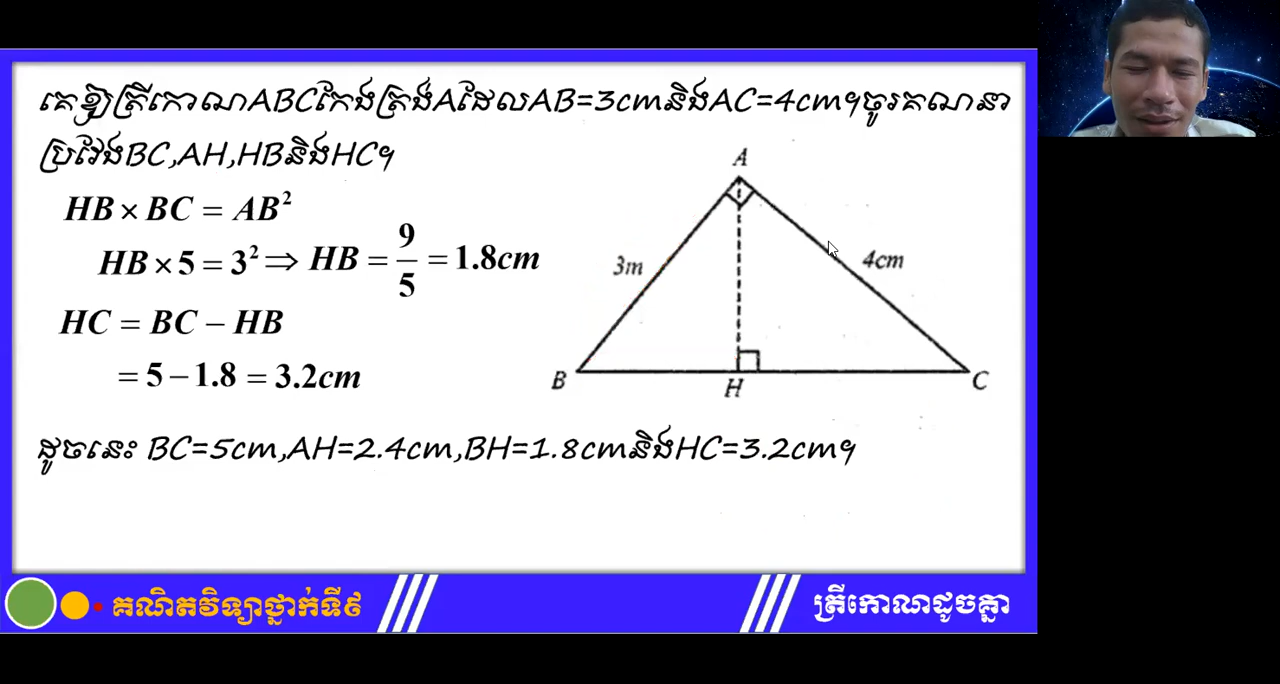 គេឱ្យត្រីកោណABCកែងត្រង់AដែលAB=3cmនិងAC=4cm។ចូរគណនា
ប្រវែងBC,AH,HBនិងHC។
HB × BC = AB²
HB × 5 = 3² ⇒ HB = 9/5 = 1.8cm
HC = BC − HB
= 5 − 1.8 = 3.2cm
A
3m
4cm
B
H
C
ដូចនេះ BC=5cm,AH=2.4cm,BH=1.8cmនិងHC=3.2cm។
គណិតវិទ្យាថ្នាក់ទី៩
ត្រីកោណដូចគ្នា